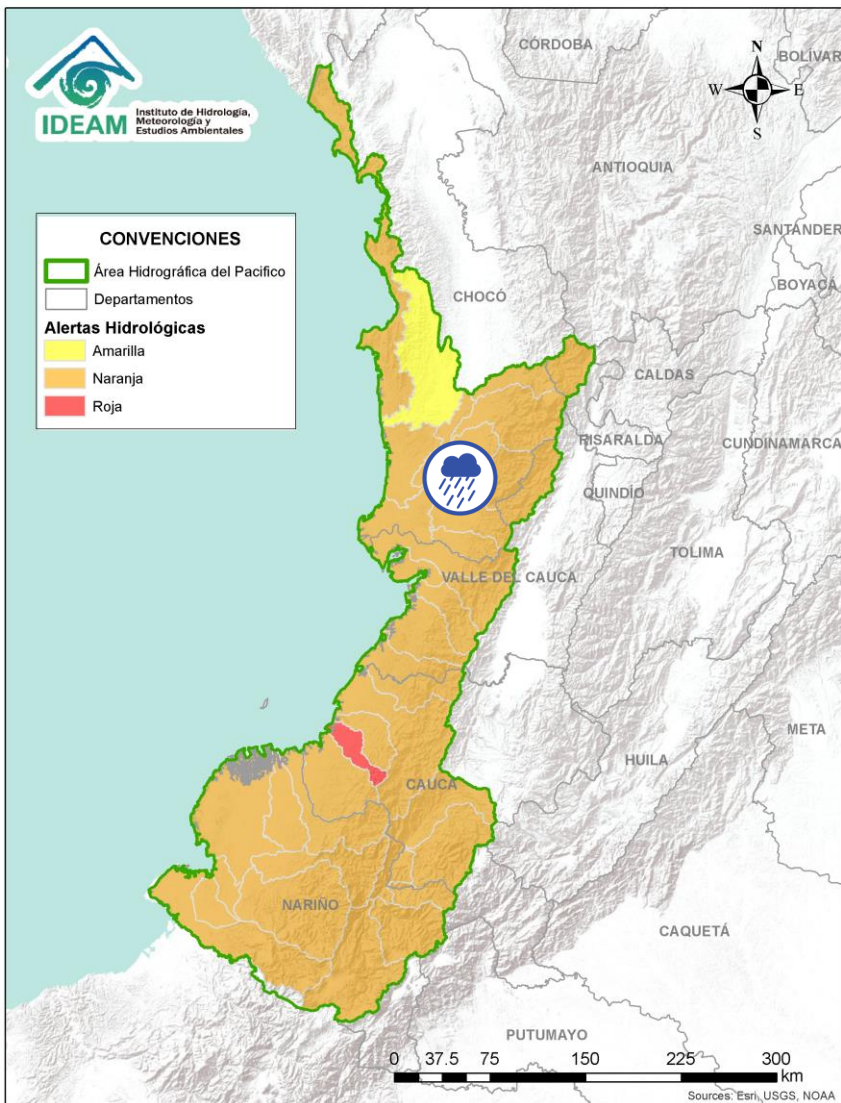 IDEAM
Instituto de Hidrología,
Meteorología y
Estudios Ambientales
CÓRDOBA
BOLÍVAR
N
W
E
S
ANTIOQUIA
SANTANDER
BOYACÁ
CONVENCIONES
Área Hidrográfica del Pacifico
Departamentos
Alertas Hidrológicas
Amarilla
Naranja
Roja
CHOCÓ
CALDAS
RISARALDA
CUNDINAMARCA
QUINDÍO
TOLIMA
VALLE DEL CAUCA
META
HUILA
CAUCA
NARIÑO
CAQUETÁ
PUTUMAYO
0 37.5 75 150 225 300
km
Sources: Esri, USGS, NOAA